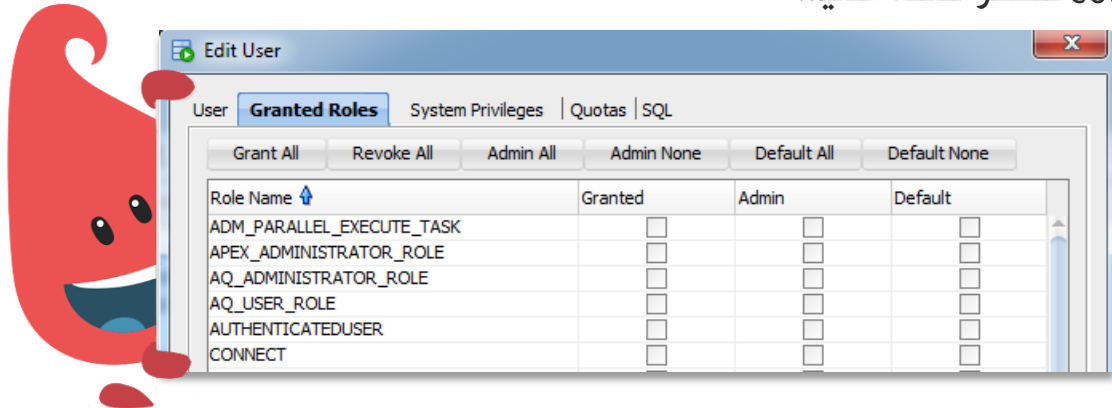 Edit User
User Granted Roles System Privileges Quotas SQL
Grant All Revoke All Admin All Admin None Default All Default None
Role Name Granted Admin Default
ADM_PARALLEL_EXECUTE_TASK
APEX_ADMINISTRATOR_ROLE
AQ_ADMINISTRATOR_ROLE
AQ_USER_ROLE
AUTHENTICATEDUSER
CONNECT